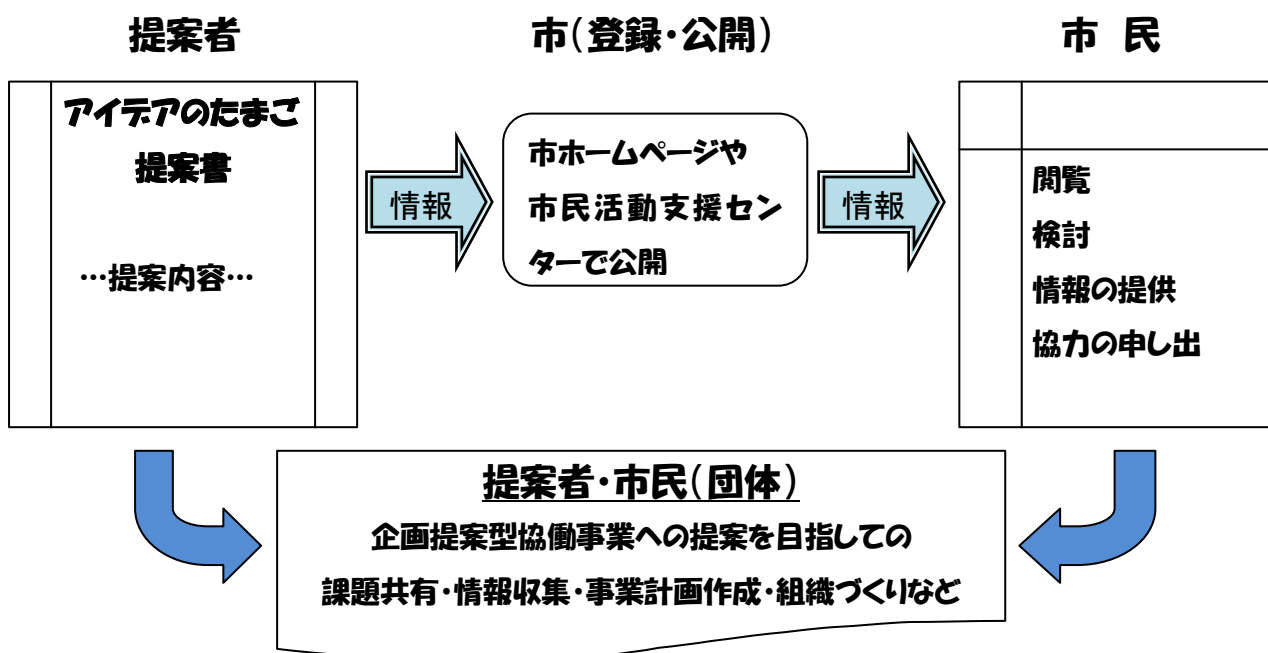 提案者
市(登録・公開)
市 民
アイデアのたまご
提案書
…提案内容…
情報
市ホームページや
市民活動支援セン
ターで公開
情報
閲覧
検討
情報の提供
協力の申し出
提案者・市民(団体)
企画提案型協働事業への提案を目指しての
課題共有・情報収集・事業計画作成・組織づくりなど